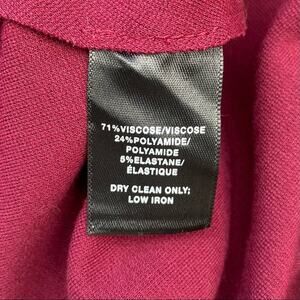 71%VISCOSE/VISCOSE
24%POLYAMIDE/
POLYAMIDE
5%ELASTANE/
ÉLASTIQUE
DRY CLEAN ONLY:
LOW IRON